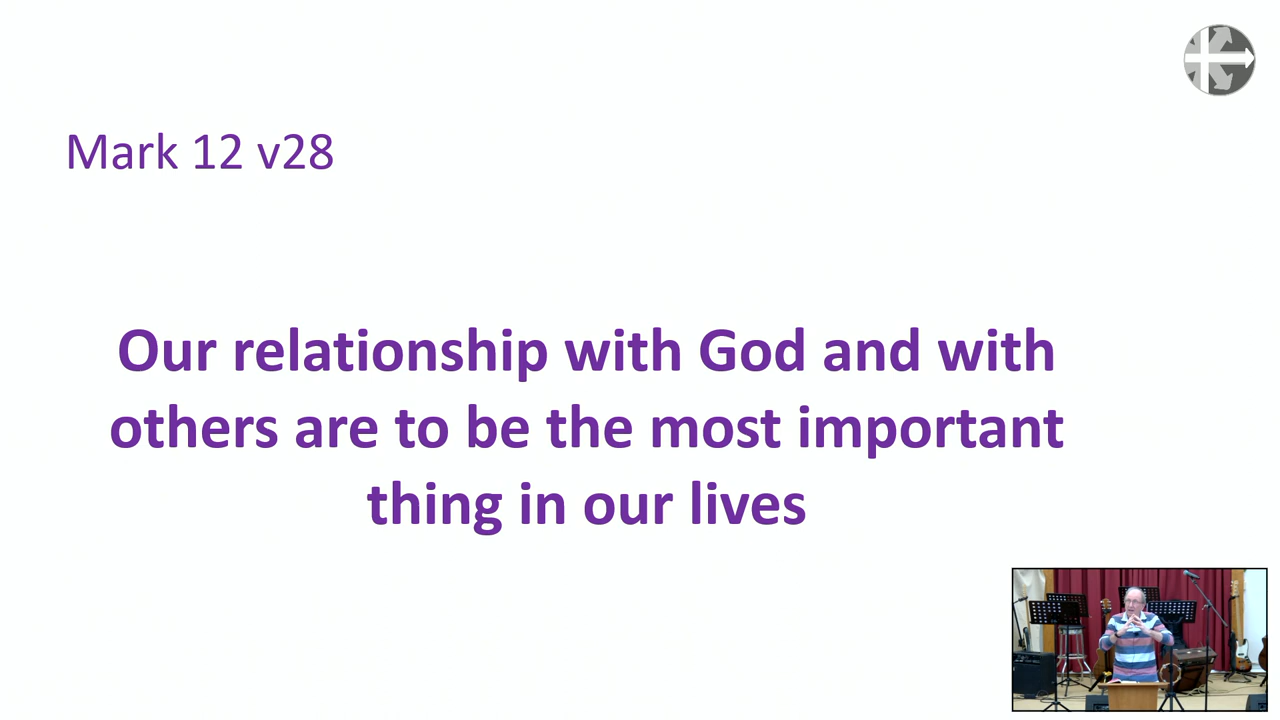 Mark 12 v28
Our relationship with God and with
others are to be the most important
thing in our lives